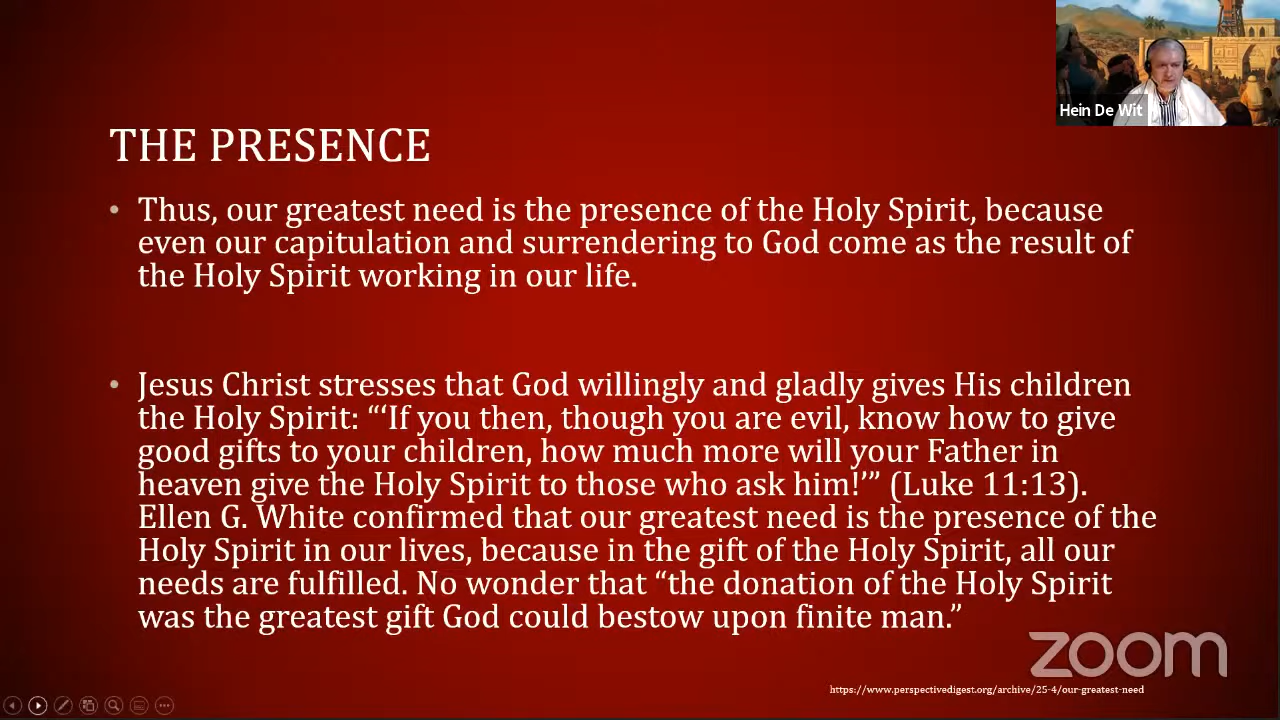 Hein De Wit
THE PRESENCE
• Thus, our greatest need is the presence of the Holy Spirit, because
even our capitulation and surrendering to God come as the result of
the Holy Spirit working in our life.
• Jesus Christ stresses that God willingly and gladly gives His children
the Holy Spirit: “‘If you then, though you are evil, know how to give
good gifts to your children, how much more will your Father in
heaven give the Holy Spirit to those who ask him!’” (Luke 11:13).
Ellen G. White confirmed that our greatest need is the presence of the
Holy Spirit in our lives, because in the gift of the Holy Spirit, all our
needs are fulfilled. No wonder that “the donation of the Holy Spirit
was the greatest gift God could bestow upon finite man.”
zoom
https://www.perspectivedigest.org/archive/25-4/our-greatest-need